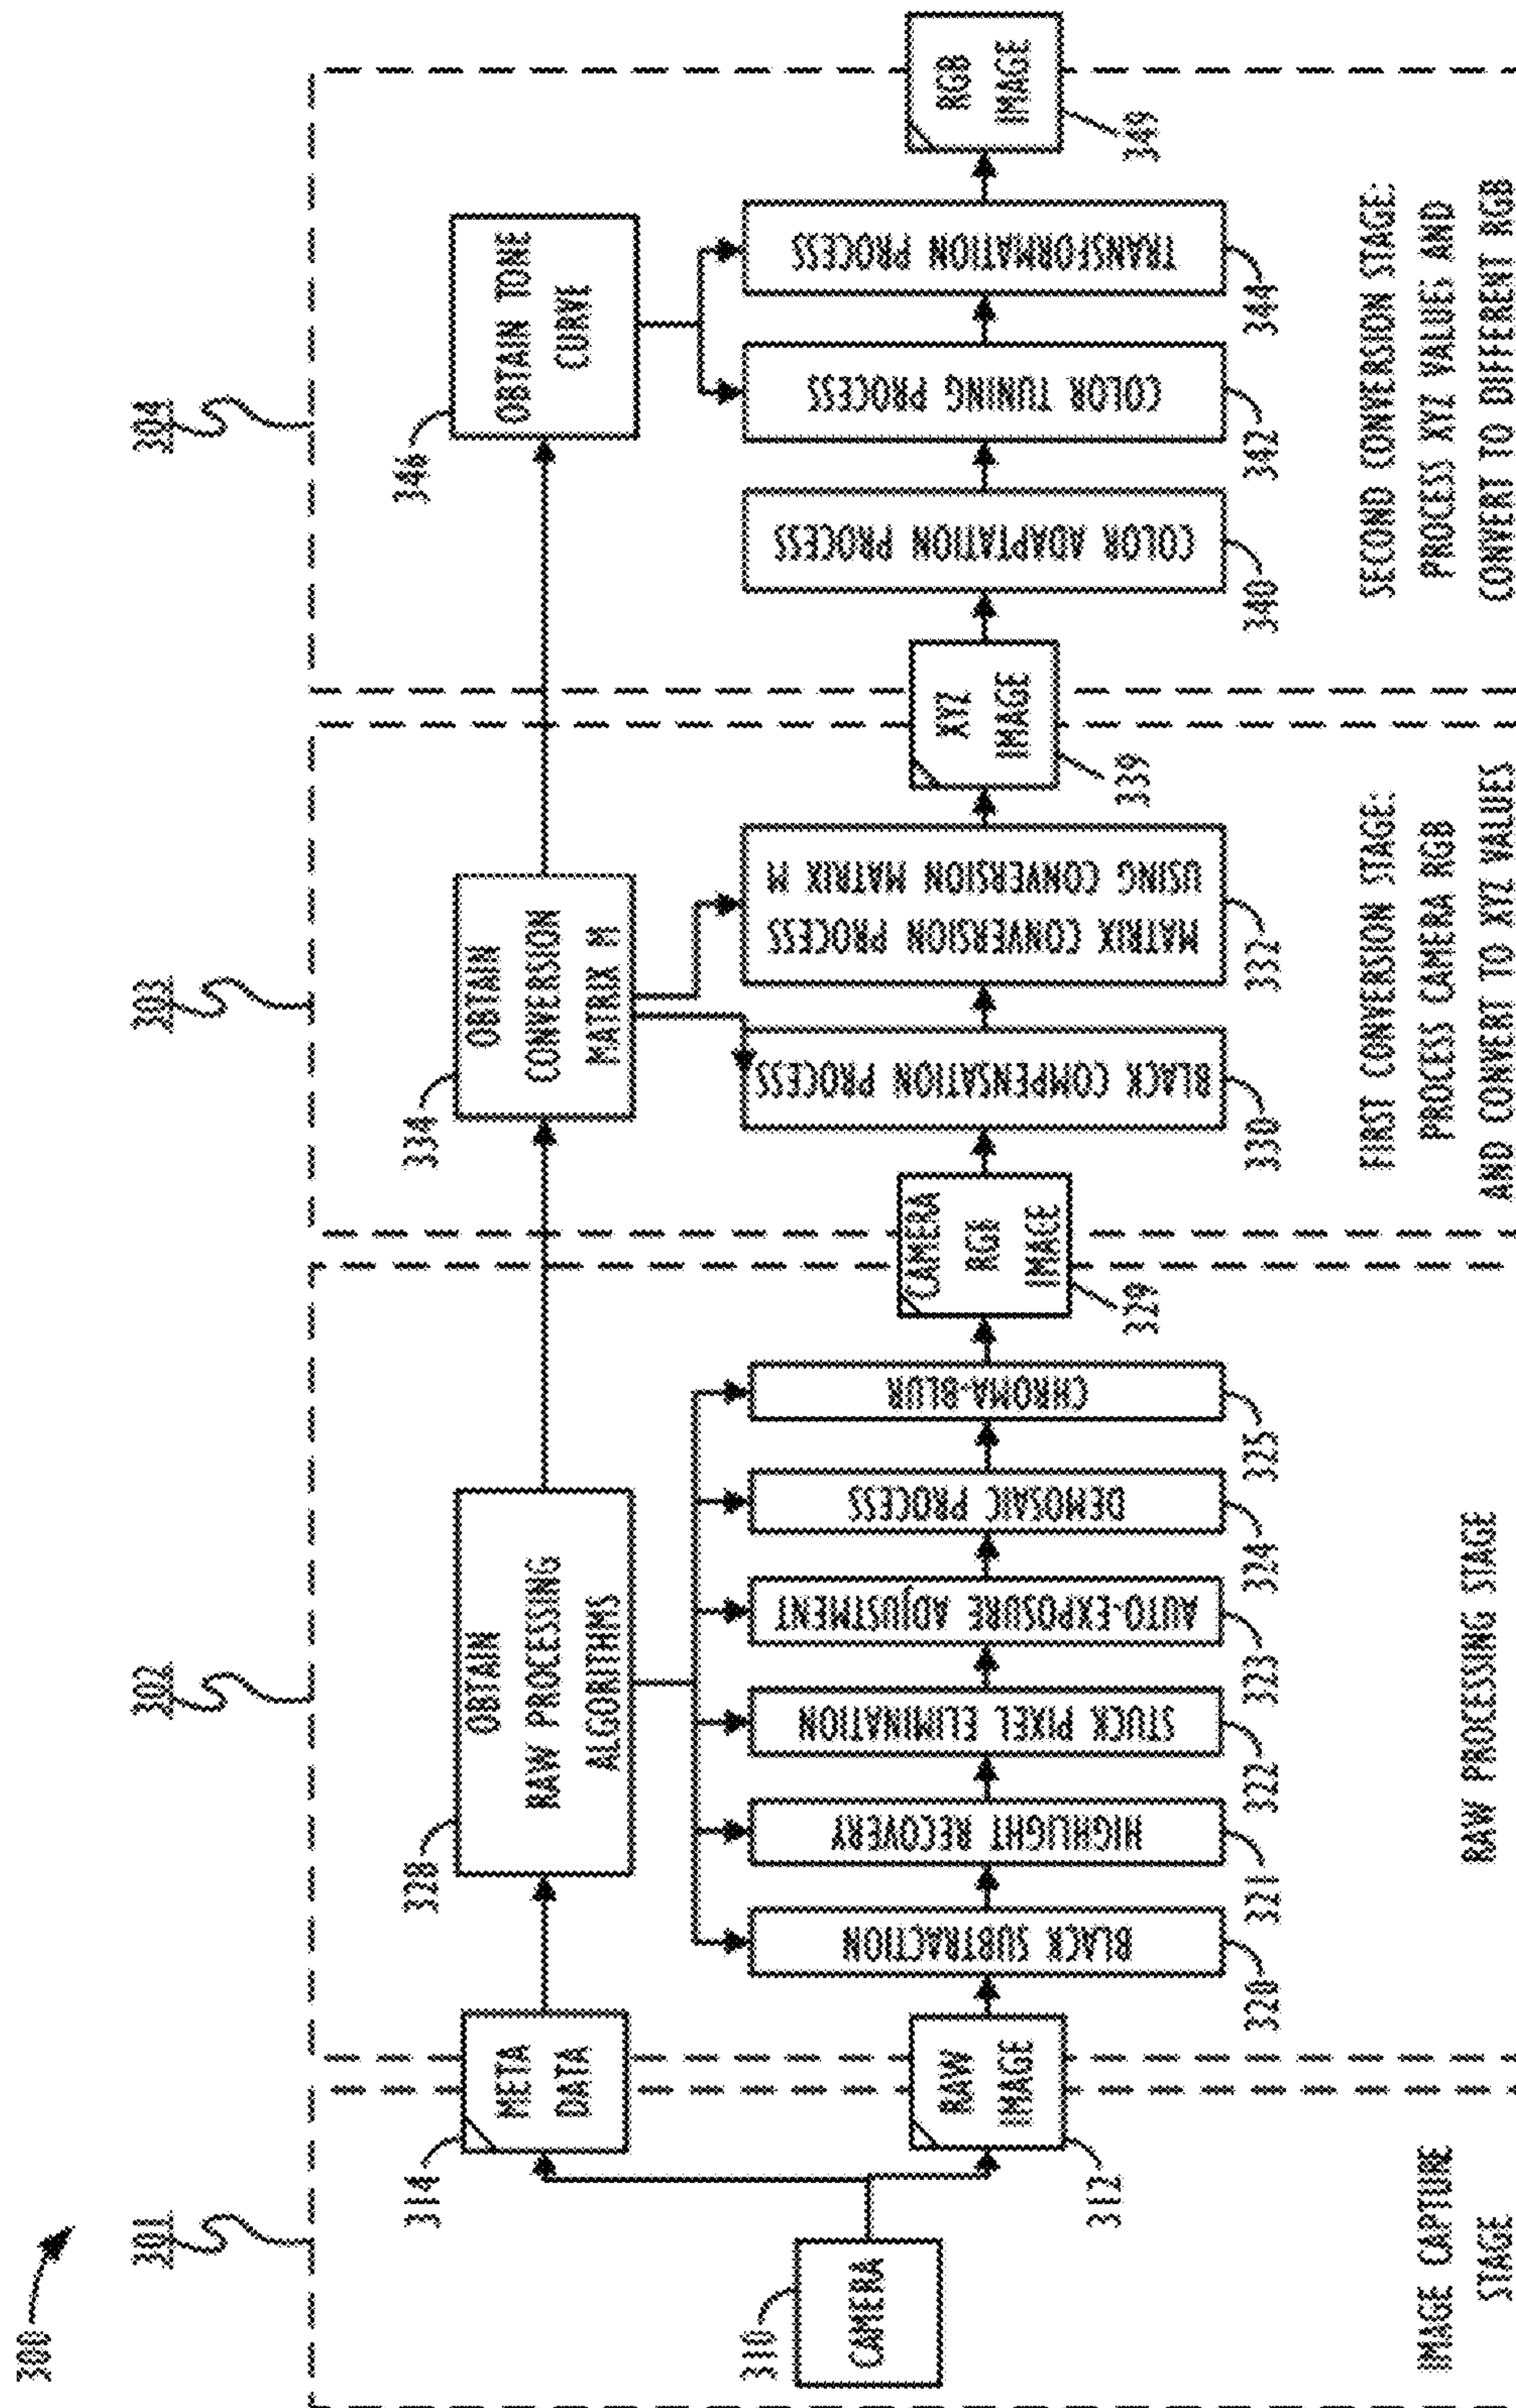 300
301
302
303
304
310
CAMERA
314
META
DATA
312
RAW
IMAGE
328
OBTAIN
RAW PROCESSING
ALGORITHMS
BLACK SUBTRACTION
320
HIGHLIGHT RECOVERY
321
STUCK PIXEL ELIMINATION
322
AUTO-EXPOSURE ADJUSTMENT
323
DEMOSAIC PROCESS
324
CHROMA-BLUR
325
CAMERA
RGB
IMAGE
329
334
OBTAIN
CONVERSION
MATRIX M
BLACK COMPENSATION PROCESS
330
MATRIX CONVERSION PROCESS
USING CONVERSION MATRIX M
332
XYZ
IMAGE
339
346
OBTAIN TONE
CURVE
COLOR ADAPTATION PROCESS
340
COLOR TUNING PROCESS
342
TRANSFORMATION PROCESS
344
RGB
IMAGE
349
IMAGE CAPTURE
STAGE
RAW PROCESSING STAGE
FIRST CONVERSION STAGE:
PROCESS CAMERA RGB
AND CONVERT TO XYZ VALUES
SECOND CONVERSION STAGE:
PROCESS XYZ VALUES AND
CONVERT TO DIFFERENT RGB